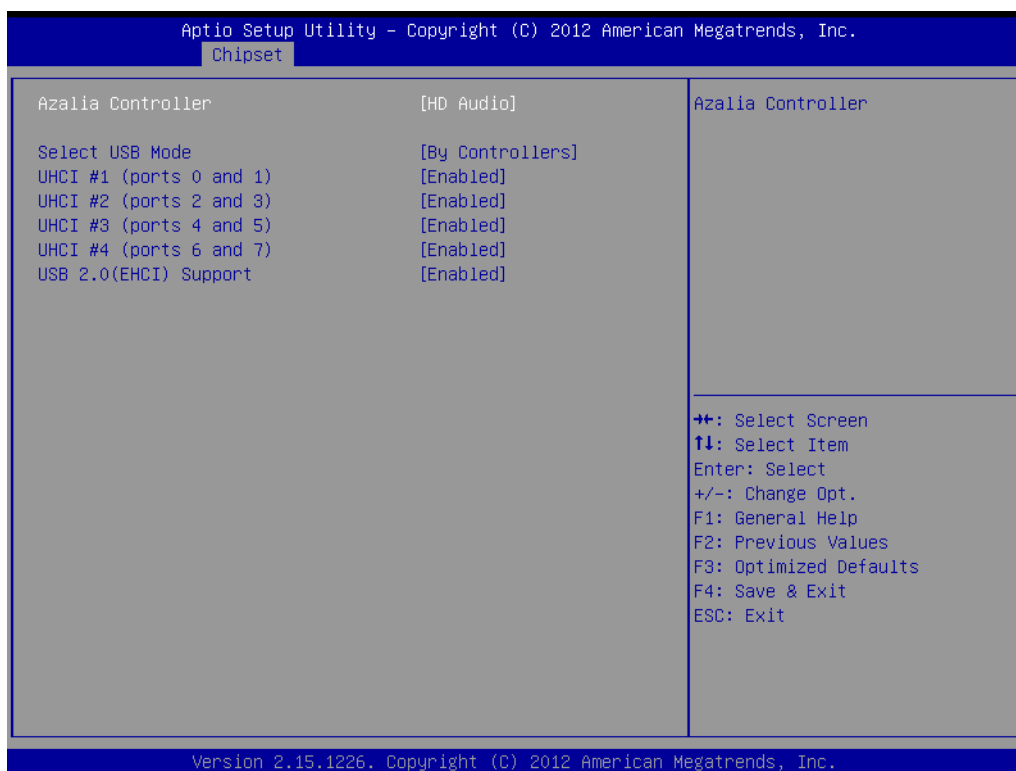 Aptio Setup Utility – Copyright (C) 2012 American Megatrends, Inc.
Chipset
Azalia Controller [HD Audio]
Select USB Mode [By Controllers]
UHCI #1 (ports 0 and 1) [Enabled]
UHCI #2 (ports 2 and 3) [Enabled]
UHCI #3 (ports 4 and 5) [Enabled]
UHCI #4 (ports 6 and 7) [Enabled]
USB 2.0(EHCI) Support [Enabled]
Azalia Controller
→←: Select Screen
↑↓: Select Item
Enter: Select
+/-: Change Opt.
F1: General Help
F2: Previous Values
F3: Optimized Defaults
F4: Save & Exit
ESC: Exit
Version 2.15.1226. Copyright (C) 2012 American Megatrends, Inc.